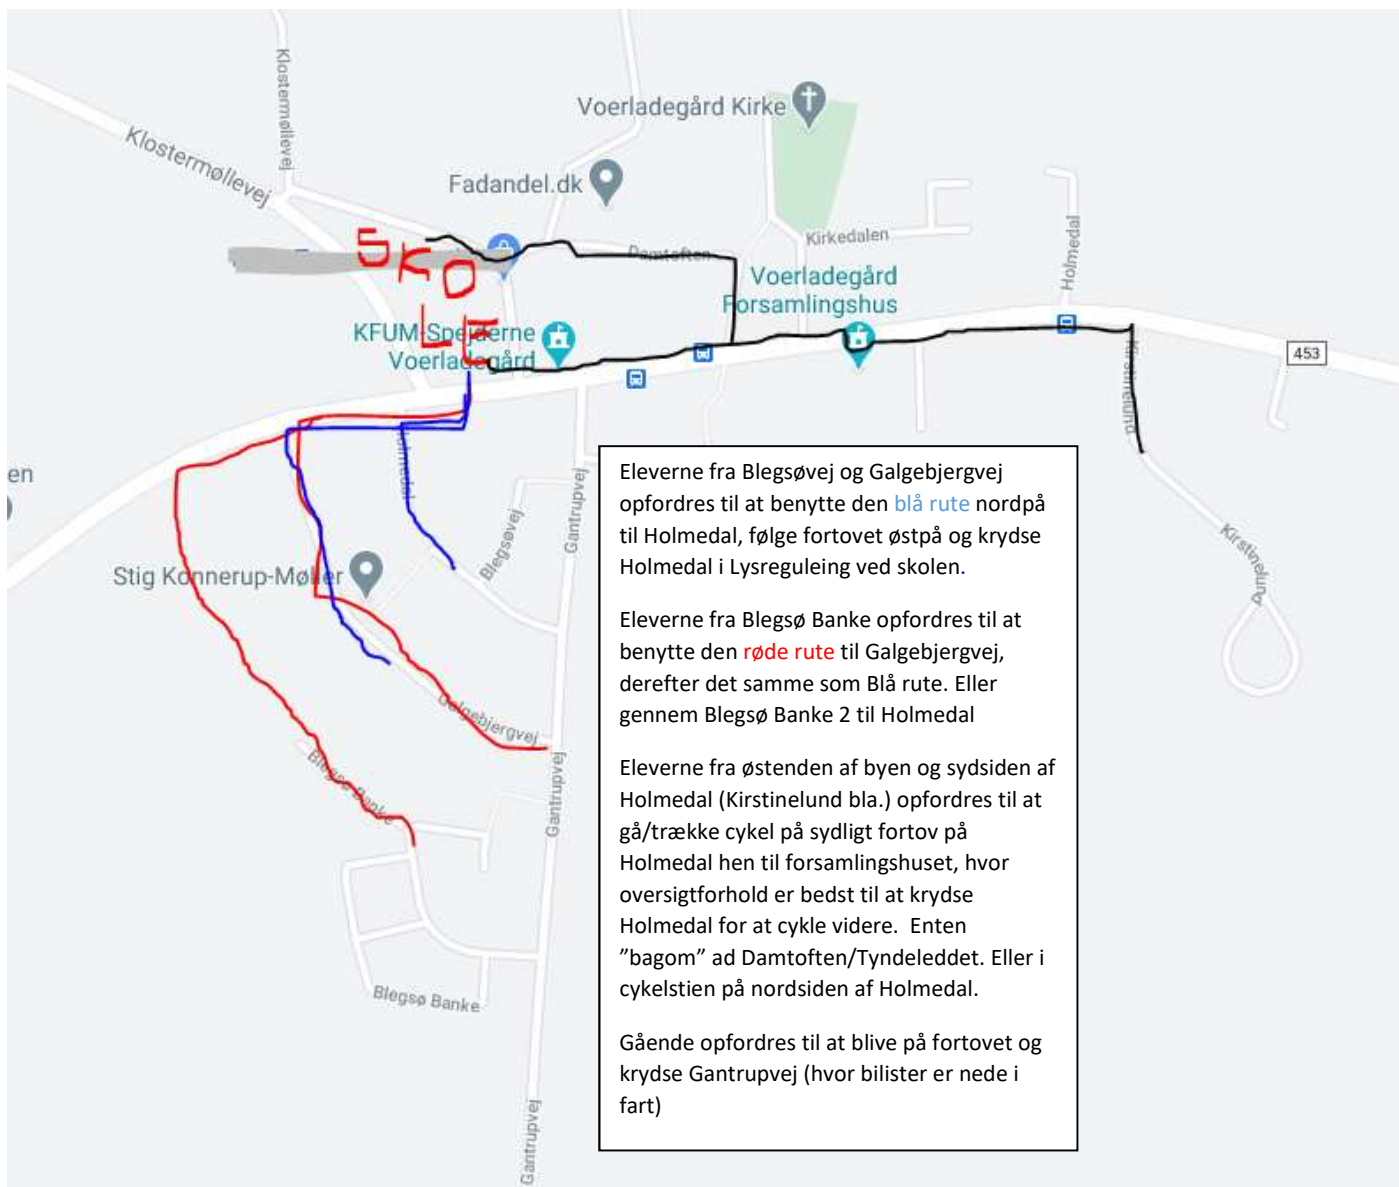 Klostermøllevej
Klostermøllevej
Voerladegård Kirke
Fadandel.dk
SKO
LE
Damtoften
Kirkedalen
Holmedal
Voerladegård
Forsamlingshus
KFUM-Spejderne
Voerladegård
453
Kirstinelund
Kirstinelund
en
Holmedal
Blegsøvej
Gantrupvej
Stig Konnerup-Møller
Galgebjergvej
Gantrupvej
Blegsø Banke
Blegsø Banke
Gantrupvej
Eleverne fra Blegsøvej og Galgebjergvej
opfordres til at benytte den blå rute nordpå
til Holmedal, følge fortovet østpå og krydse
Holmedal i Lysreguleing ved skolen.
Eleverne fra Blegsø Banke opfordres til at
benytte den røde rute til Galgebjergvej,
derefter det samme som Blå rute. Eller
gennem Blegsø Banke 2 til Holmedal
Eleverne fra østenden af byen og sydsiden af
Holmedal (Kirstinelund bla.) opfordres til at
gå/trække cykel på sydligt fortov på
Holmedal hen til forsamlingshuset, hvor
oversigtforhold er bedst til at krydse
Holmedal for at cykle videre.  Enten
”bagom” ad Damtoften/Tyndeleddet. Eller i
cykelstien på nordsiden af Holmedal.
Gående opfordres til at blive på fortovet og
krydse Gantrupvej (hvor bilister er nede i
fart)